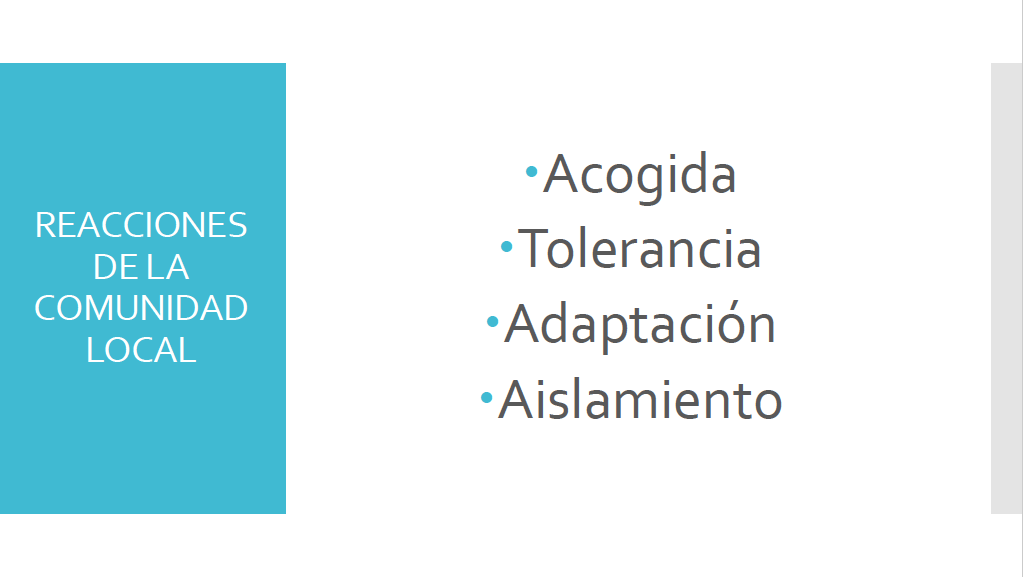 REACCIONES
DE LA
COMUNIDAD
LOCAL
•Acogida
•Tolerancia
•Adaptación
•Aislamiento